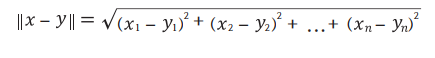 ‖x − y‖ = √(x₁ − y₁)² + (x₂ − y₂)² + …+ (xₙ − yₙ)²